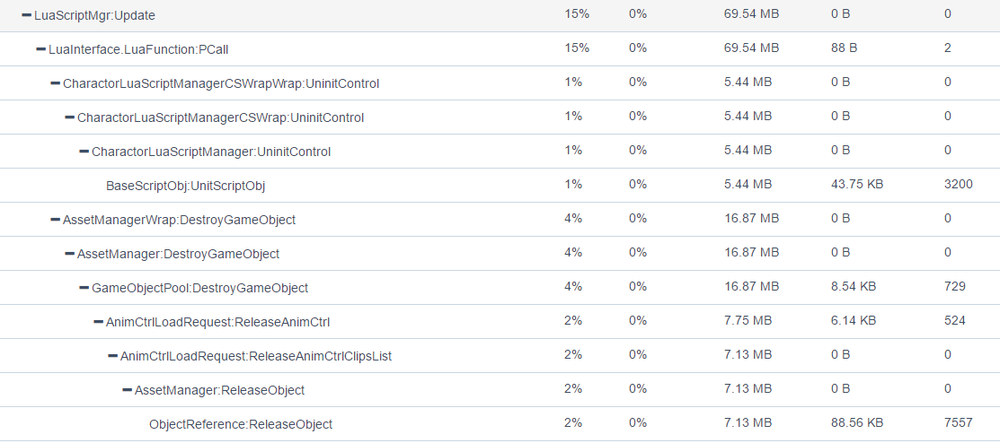 LuaScriptMgr:Update 15% 0% 69.54 MB 0 B 0
LuaInterface.LuaFunction:PCall 15% 0% 69.54 MB 88 B 2
CharactorLuaScriptManagerCSWrapWrap:UninitControl 1% 0% 5.44 MB 0 B 0
CharactorLuaScriptManagerCSWrap:UninitControl 1% 0% 5.44 MB 0 B 0
CharactorLuaScriptManager:UninitControl 1% 0% 5.44 MB 0 B 0
BaseScriptObj:UnitScriptObj 1% 0% 5.44 MB 43.75 KB 3200
AssetManagerWrap:DestroyGameObject 4% 0% 16.87 MB 0 B 0
AssetManager:DestroyGameObject 4% 0% 16.87 MB 0 B 0
GameObjectPool:DestroyGameObject 4% 0% 16.87 MB 8.54 KB 729
AnimCtrlLoadRequest:ReleaseAnimCtrl 2% 0% 7.75 MB 6.14 KB 524
AnimCtrlLoadRequest:ReleaseAnimCtrlClipsList 2% 0% 7.13 MB 0 B 0
AssetManager:ReleaseObject 2% 0% 7.13 MB 0 B 0
ObjectReference:ReleaseObject 2% 0% 7.13 MB 88.56 KB 7557